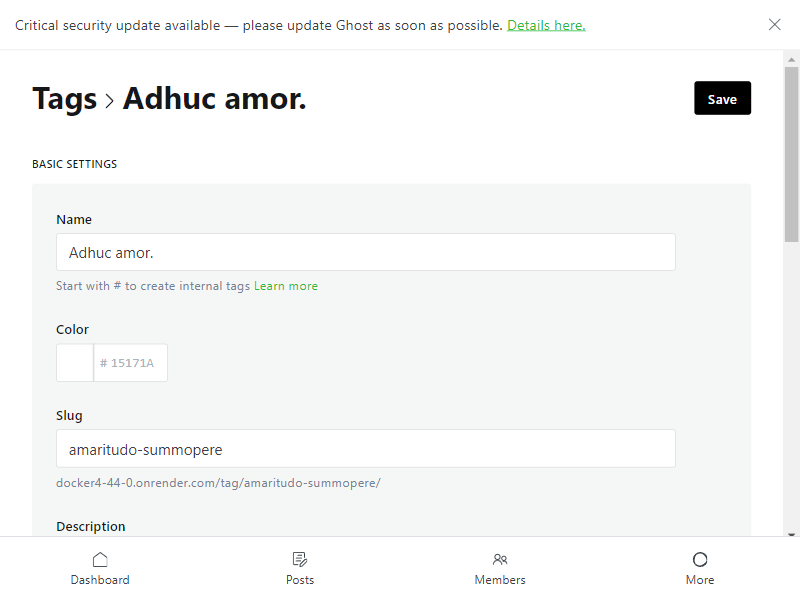 Critical security update available — please update Ghost as soon as possible. Details here.
Tags > Adhuc amor.
Save
BASIC SETTINGS
Name
Adhuc amor.
Start with # to create internal tags Learn more
Color
# 15171A
Slug
amaritudo-summopere
docker4-44-0.onrender.com/tag/amaritudo-summopere/
Description
Dashboard
Posts
Members
More